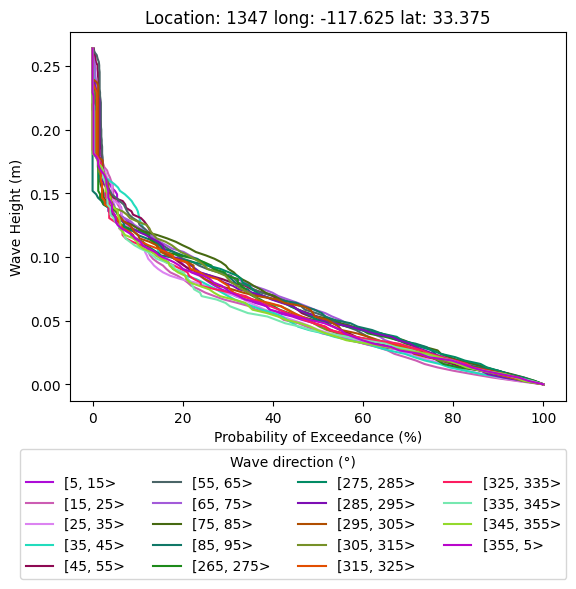 Location: 1347 long: -117.625 lat: 33.375
Wave Height (m)
0.25
0.20
0.15
0.10
0.05
0.00
0 20 40 60 80 100
Probability of Exceedance (%)
Wave direction (°)
[5, 15> [55, 65> [275, 285> [325, 335>
[15, 25> [65, 75> [285, 295> [335, 345>
[25, 35> [75, 85> [295, 305> [345, 355>
[35, 45> [85, 95> [305, 315> [355, 5>
[45, 55> [265, 275> [315, 325>